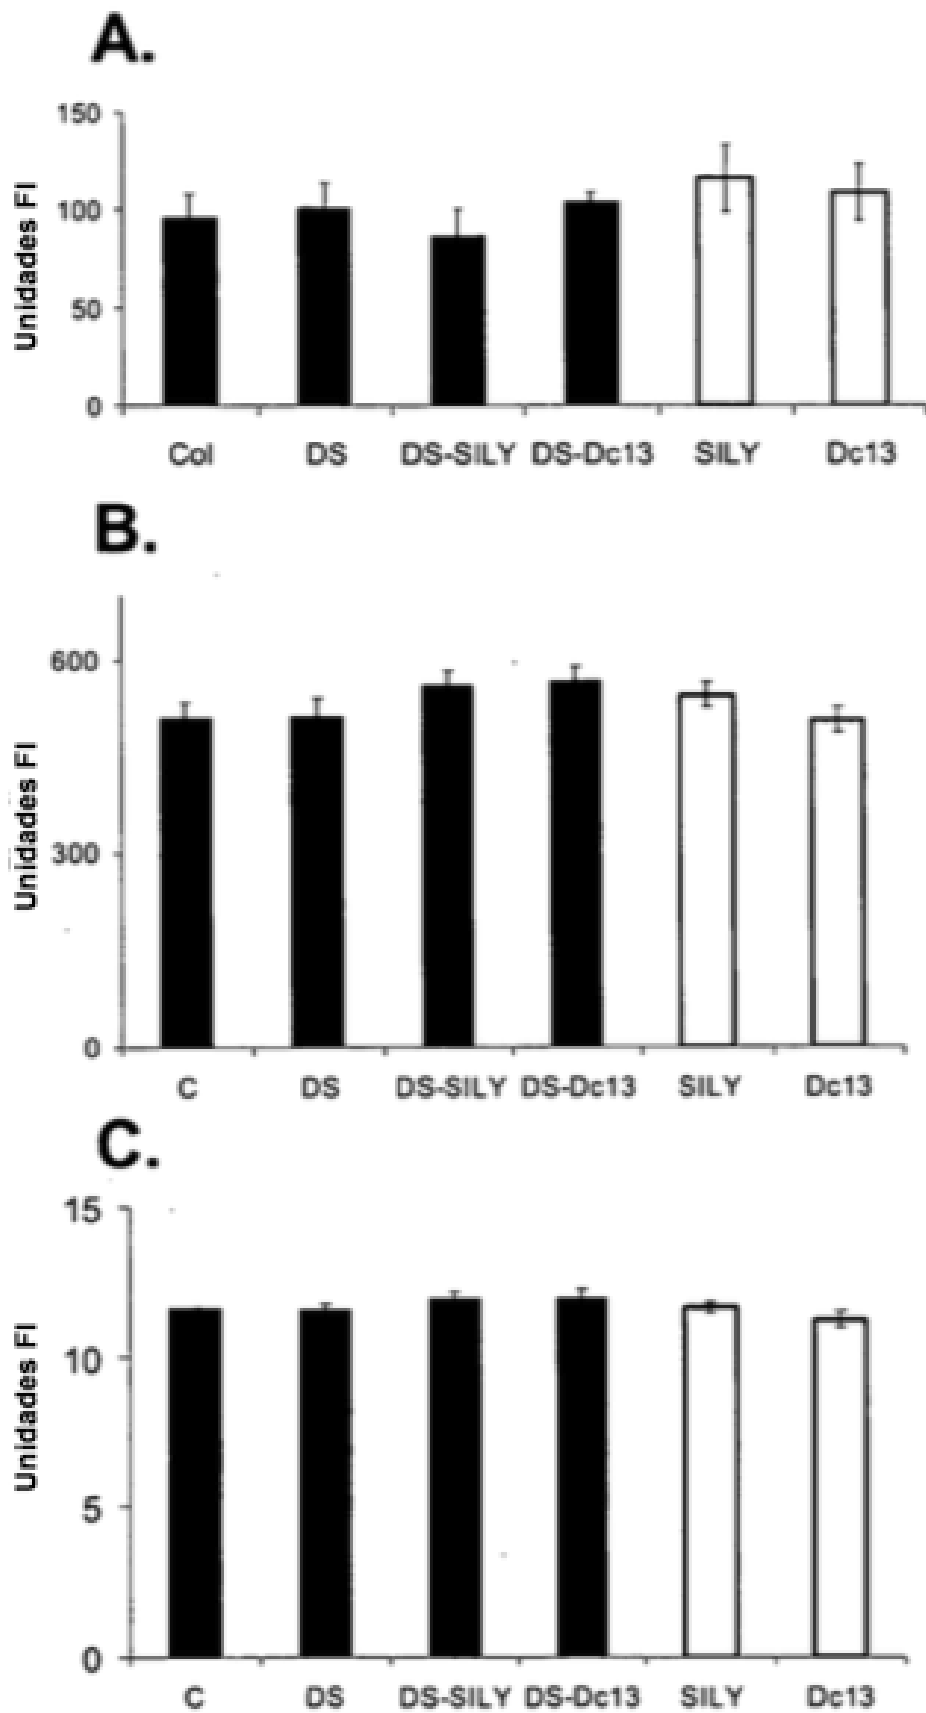 A.
Unidades FI
150
100
50
0
Col DS DS-SILY DS-Dc13 SILY Dc13
B.
Unidades FI
600
300
0
C DS DS-SILY DS-Dc13 SILY Dc13
C.
Unidades FI
15
10
5
0
C DS DS-SILY DS-Dc13 SILY Dc13